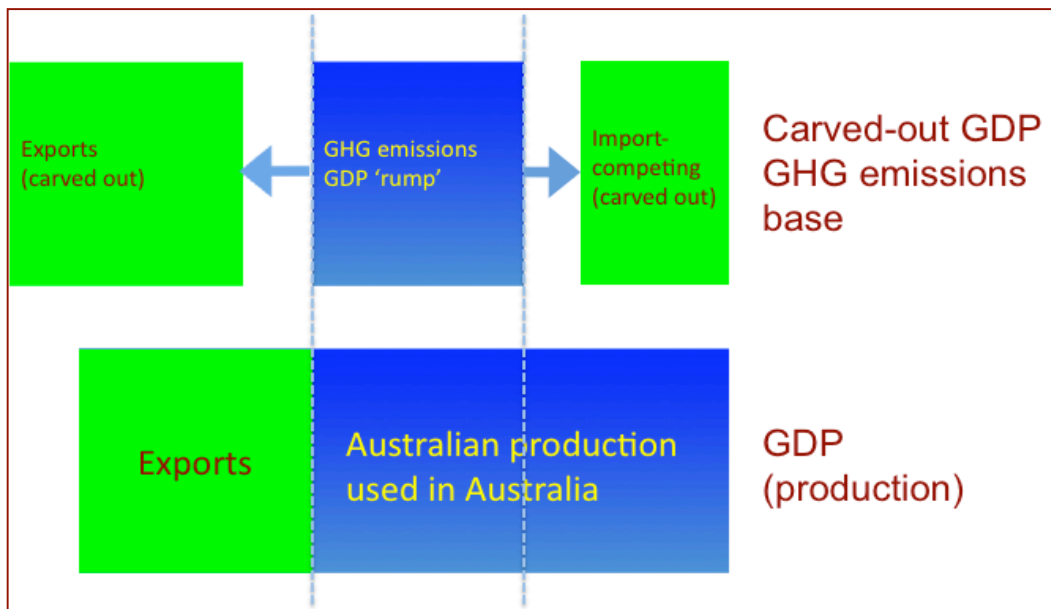 Exports
(carved out)
GHG emissions
GDP ‘rump’
Import-
competing
(carved out)
Carved-out GDP
GHG emissions
base
Exports
Australian production
used in Australia
GDP
(production)